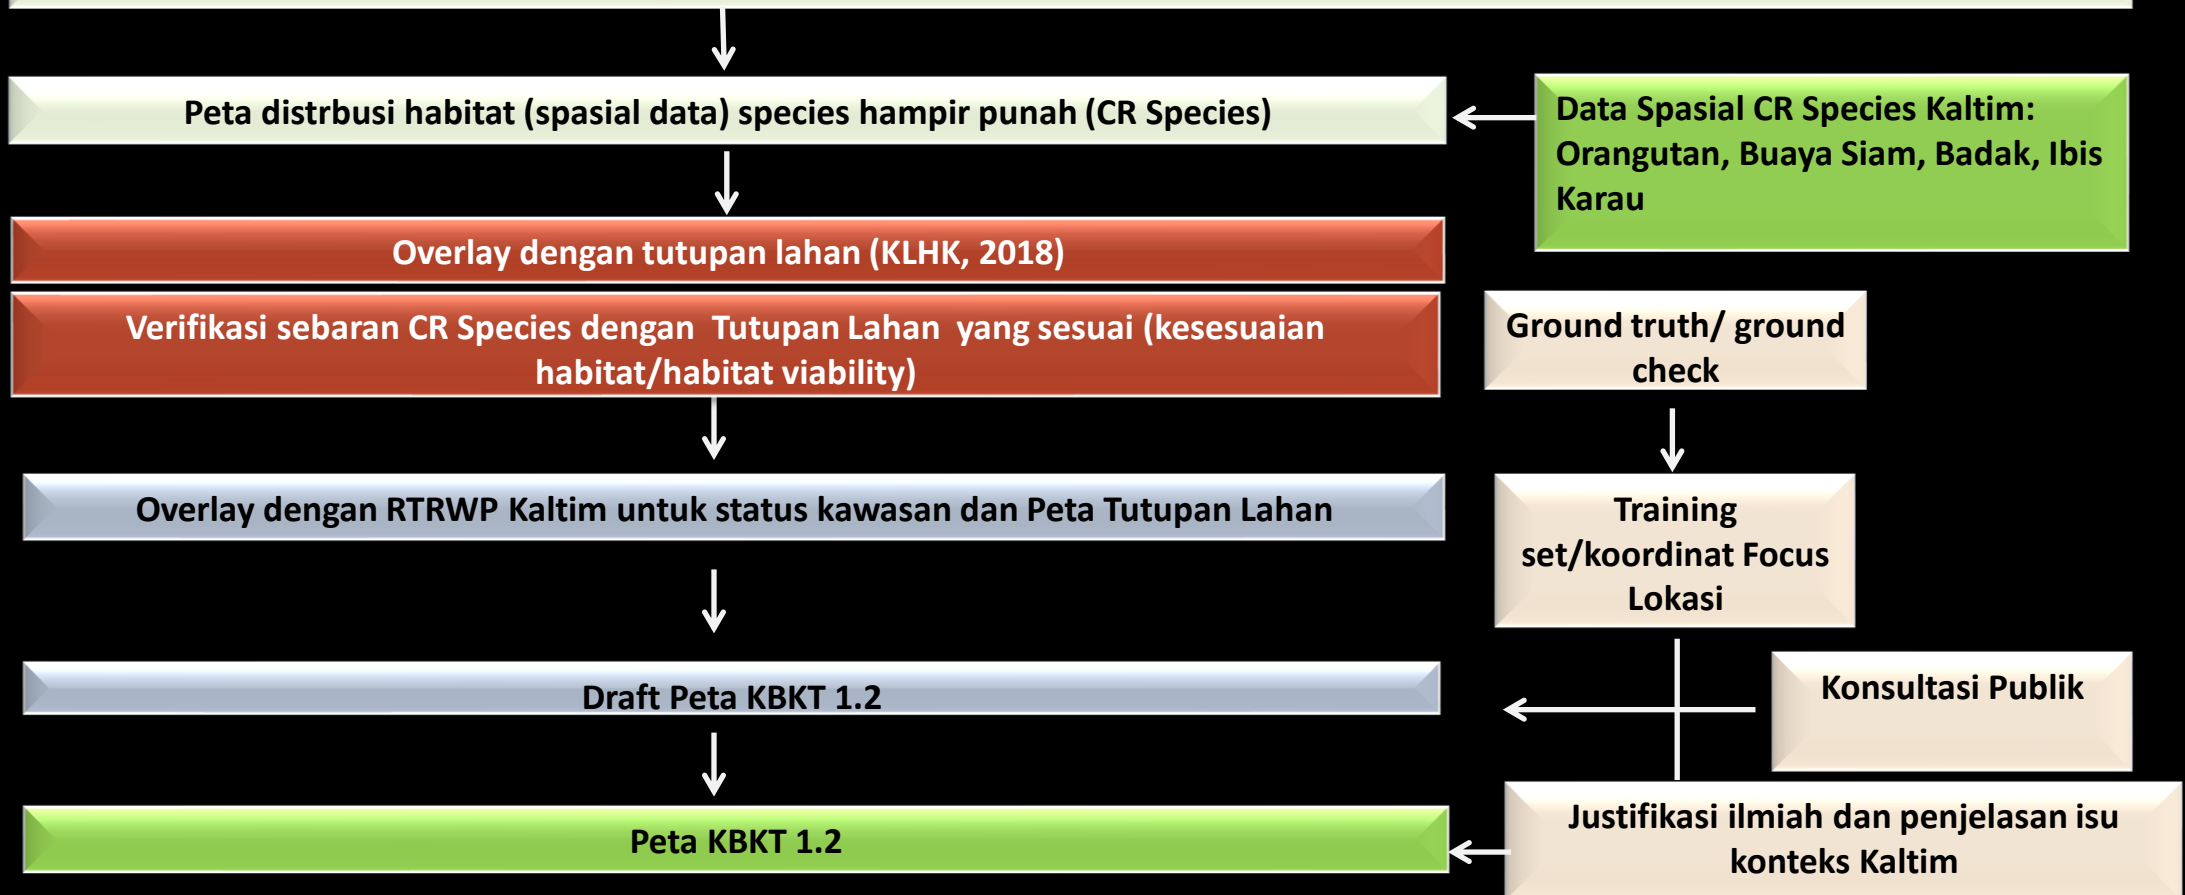 Peta distrbusi habitat (spasial data) species hampir punah (CR Species)
Data Spasial CR Species Kaltim:
Orangutan, Buaya Siam, Badak, Ibis
Karau
Overlay dengan tutupan lahan (KLHK, 2018)
Verifikasi sebaran CR Species dengan  Tutupan Lahan  yang sesuai (kesesuaian
habitat/habitat viability)
Ground truth/ ground
check
Overlay dengan RTRWP Kaltim untuk status kawasan dan Peta Tutupan Lahan
Training
set/koordinat Focus
Lokasi
Draft Peta KBKT 1.2
Konsultasi Publik
Peta KBKT 1.2
Justifikasi ilmiah dan penjelasan isu
konteks Kaltim